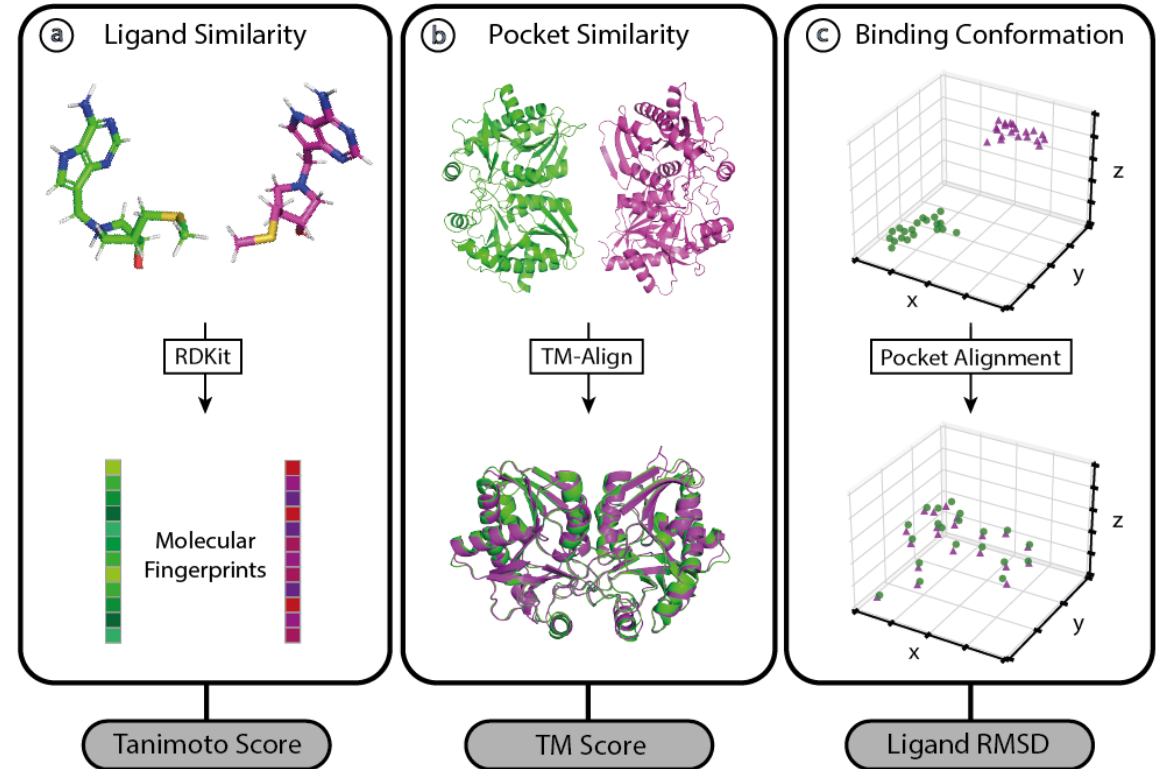 a Ligand Similarity
RDKit
Molecular
Fingerprints
Tanimoto Score
b Pocket Similarity
TM-Align
TM Score
c Binding Conformation
z
y
x
Pocket Alignment
z
y
x
Ligand RMSD